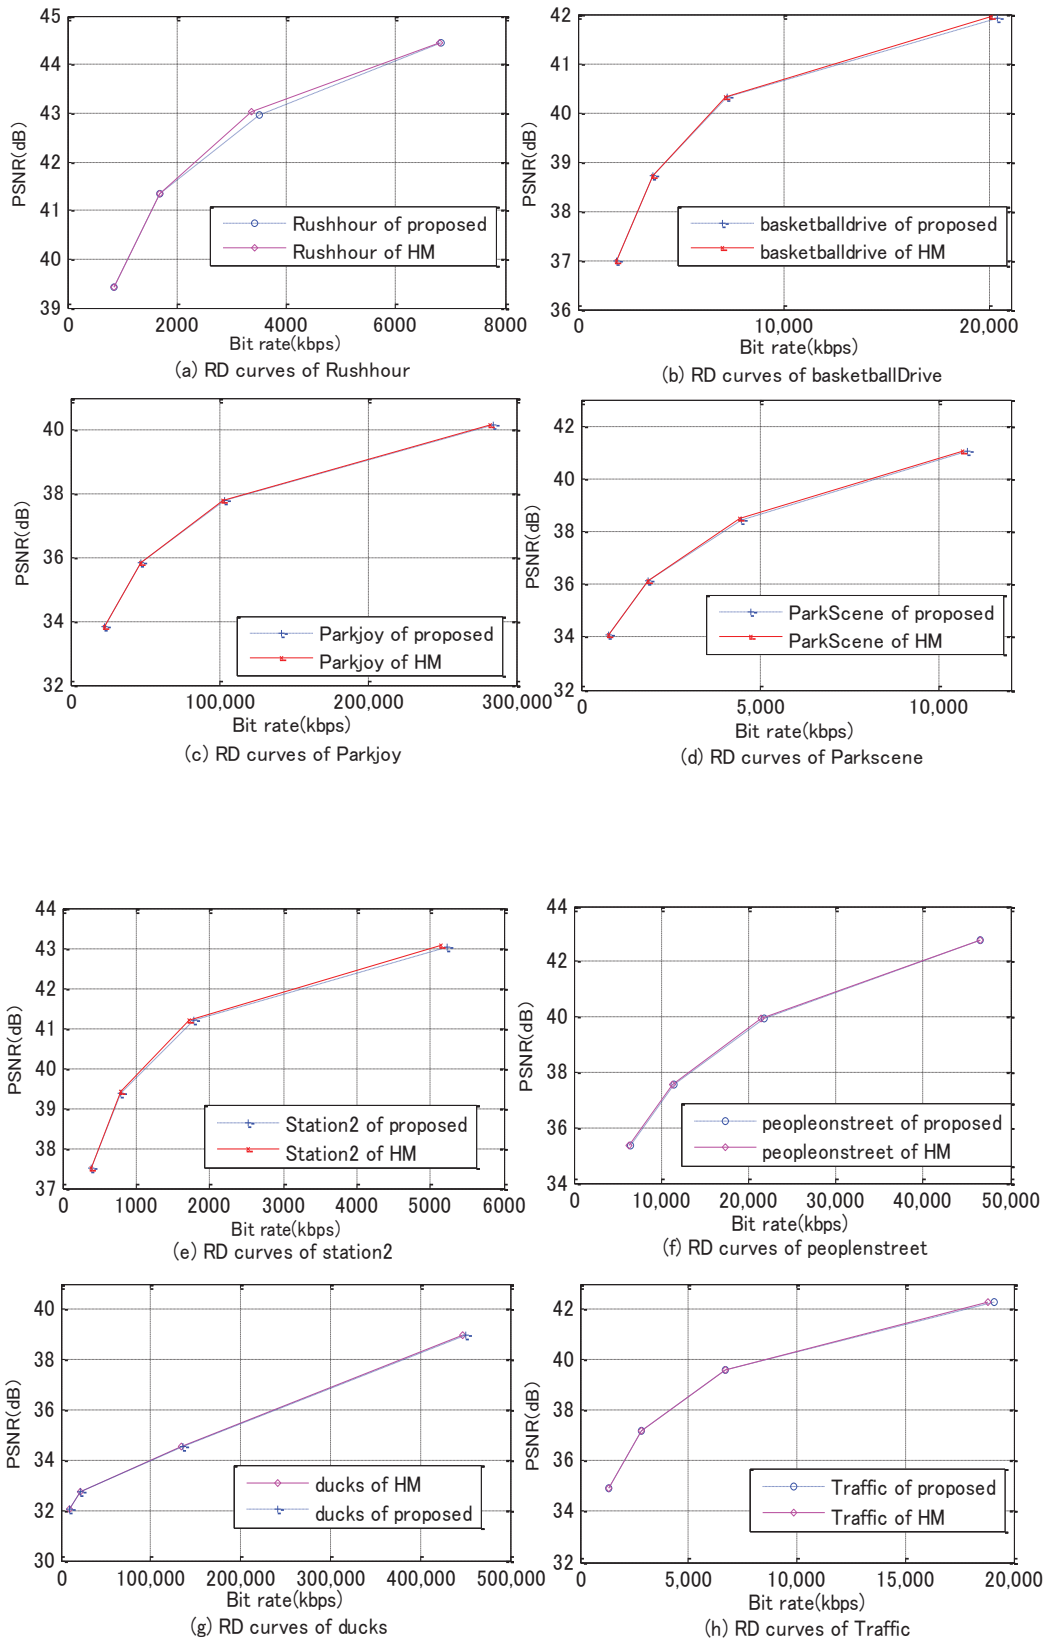 45
44
43
42
41
40
39
PSNR(dB)
0 2000 4000 6000 8000
Bit rate(kbps)
Rushhour of proposed
Rushhour of HM
(a) RD curves of Rushhour
42
41
40
39
38
37
36
PSNR(dB)
0 10,000 20,000
Bit rate(kbps)
basketballdrive of proposed
basketballdrive of HM
(b) RD curves of basketballDrive
40
38
36
34
32
PSNR(dB)
0 100,000 200,000 300,000
Bit rate(kbps)
Parkjoy of proposed
Parkjoy of HM
(c) RD curves of Parkjoy
42
40
38
36
34
32
PSNR(dB)
0 5,000 10,000
Bit rate(kbps)
ParkScene of proposed
ParkScene of HM
(d) RD curves of Parkscene
44
43
42
41
40
39
38
37
PSNR(dB)
0 1000 2000 3000 4000 5000 6000
Bit rate(kbps)
Station2 of proposed
Station2 of HM
(e) RD curves of station2
44
42
40
38
36
34
PSNR(dB)
0 10,000 20,000 30,000 40,000 50,000
Bit rate(kbps)
peopleonstreet of proposed
peopleonstreet of HM
(f) RD curves of peoplenstreet
40
38
36
34
32
30
PSNR(dB)
0 100,000 200,000 300,000 400,000 500,000
Bit rate(kbps)
ducks of HM
ducks of proposed
(g) RD curves of ducks
42
40
38
36
34
32
PSNR(dB)
0 5,000 10,000 15,000 20,000
Bit rate(kbps)
Traffic of proposed
Traffic of HM
(h) RD curves of Traffic